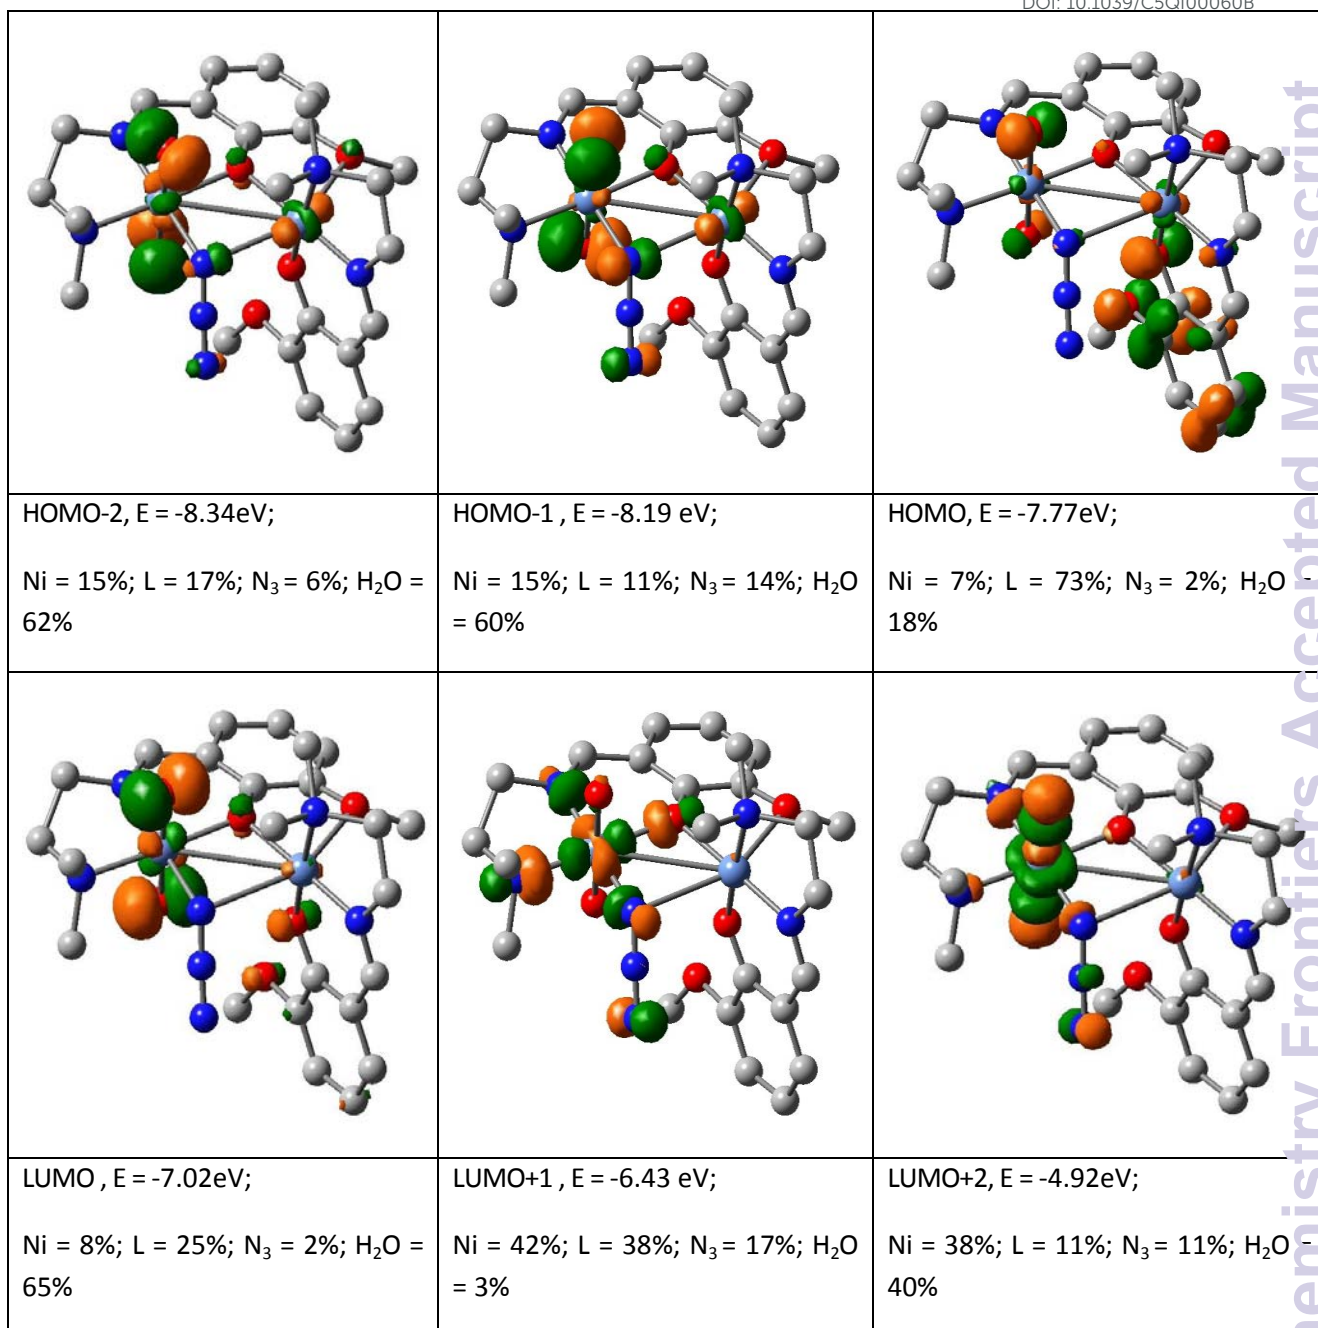 DOI: 10.1039/C5QI00060B
HOMO-2, E = -8.34eV;
Ni = 15%; L = 17%; N₃ = 6%; H₂O =
62%
HOMO-1 , E = -8.19 eV;
Ni = 15%; L = 11%; N₃ = 14%; H₂O
= 60%
HOMO, E = -7.77eV;
Ni = 7%; L = 73%; N₃ = 2%; H₂O =
18%
LUMO , E = -7.02eV;
Ni = 8%; L = 25%; N₃ = 2%; H₂O =
65%
LUMO+1 , E = -6.43 eV;
Ni = 42%; L = 38%; N₃ = 17%; H₂O
= 3%
LUMO+2, E = -4.92eV;
Ni = 38%; L = 11%; N₃ = 11%; H₂O =
40%
Frontiers Accepted Manuscript